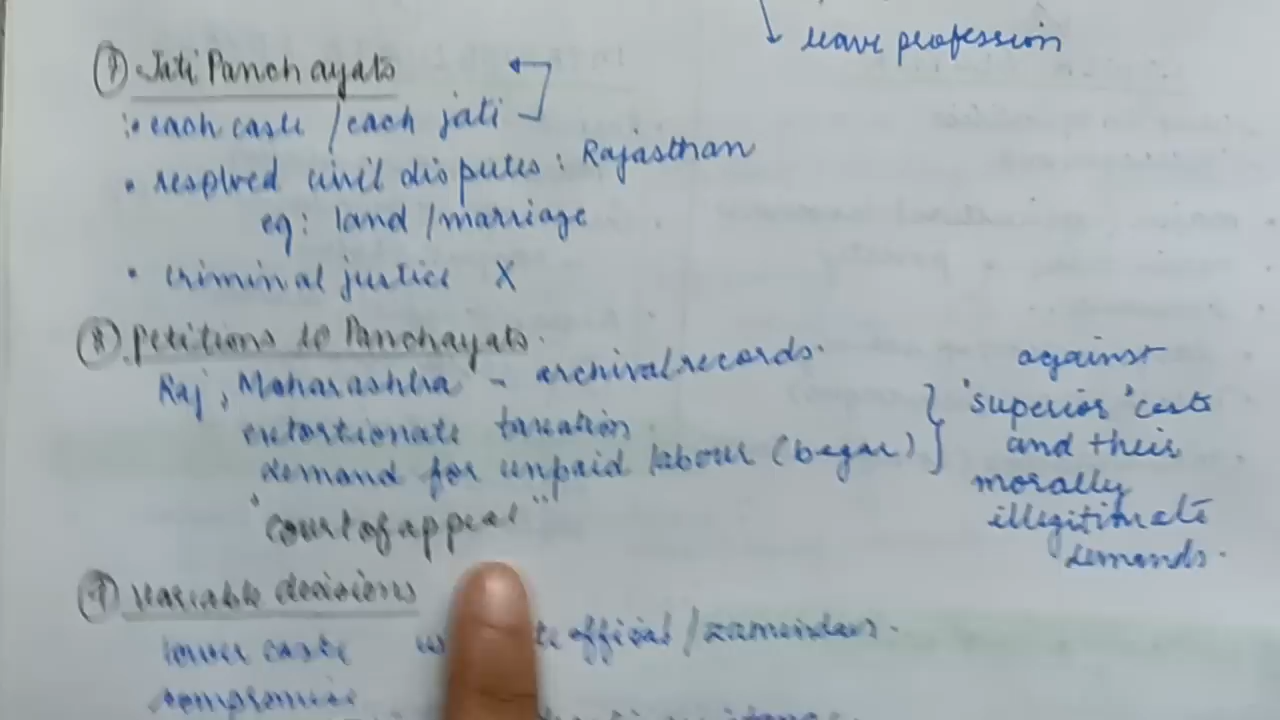 leave profession
⑦ Jati Panchayats
∴• each caste / each jati
• resolved civil disputes : Rajasthan
eg: land / marriage
• criminal justice X
⑧ Petitions to Panchayats.
Raj, Maharashtra - archival records.
extortionate taxation
demand for unpaid labour (begar)
against
'superior' caste
and their
morally
illegitimate
demands.
"court of appeal"
⑨ Variable decisions
lower caste official / zamindars.
compromise